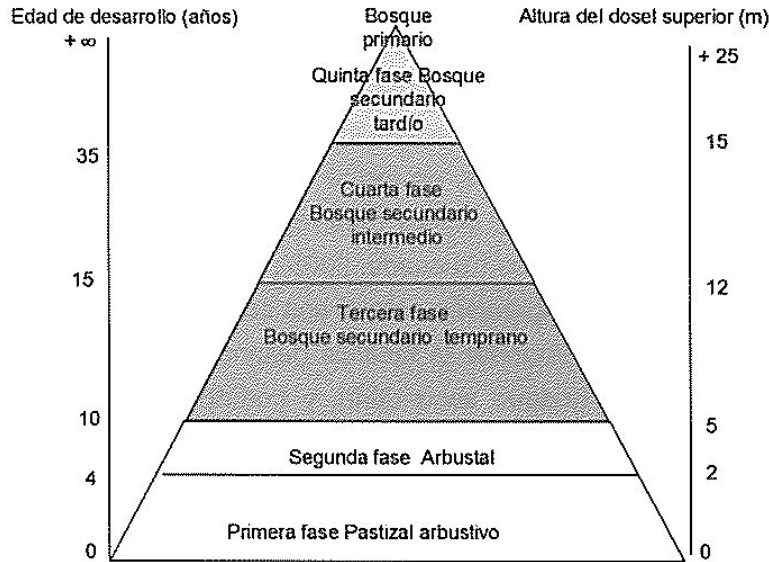 Edad de desarrollo (años)
Bosque
primario
Altura del dosel superior (m)
+ ∞
+ 25
Quinta fase Bosque
secundario
tardío
35
15
Cuarta fase
Bosque secundario
intermedio
15
12
Tercera fase
Bosque secundario temprano
10
5
Segunda fase Arbustal
4
2
Primera fase Pastizal arbustivo
0
0